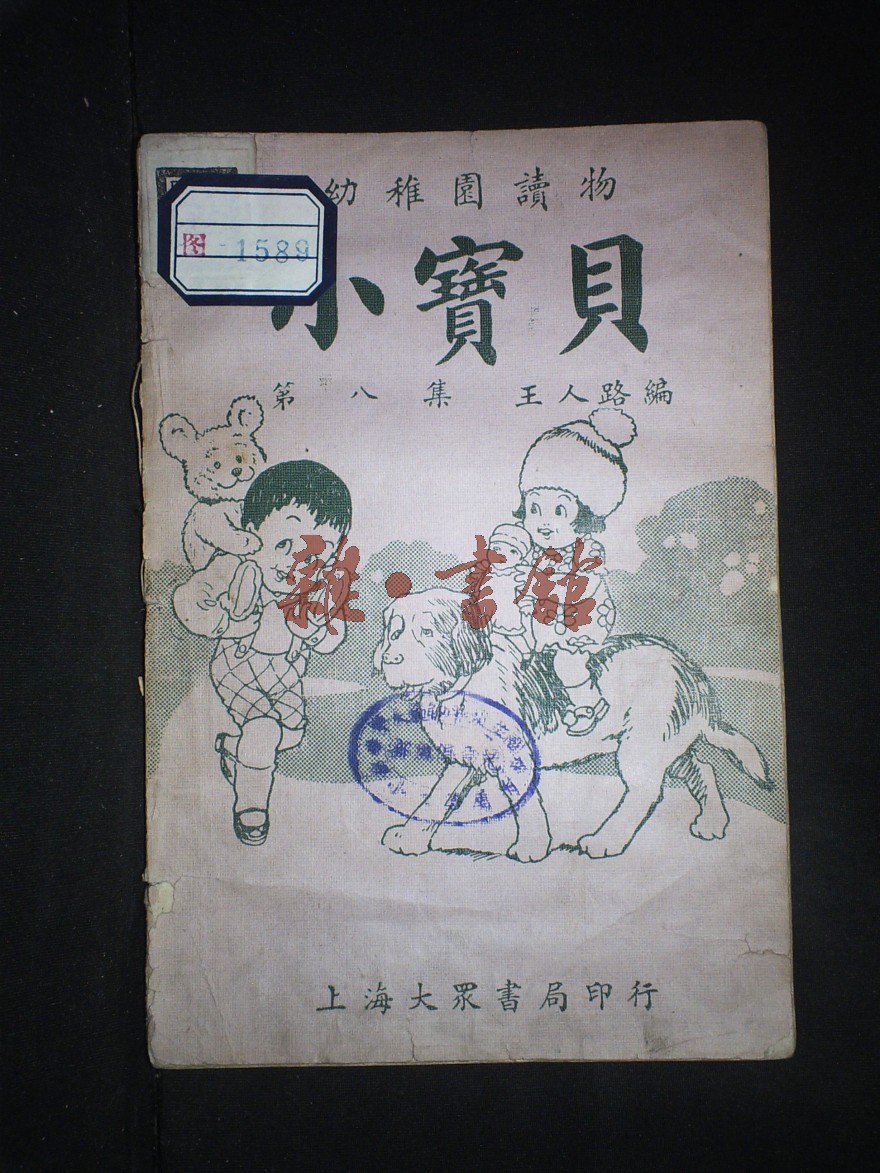 幼稚園讀物
图 1589
小寶貝
第八集 王人路編
雜·書館
上海大眾書局印行